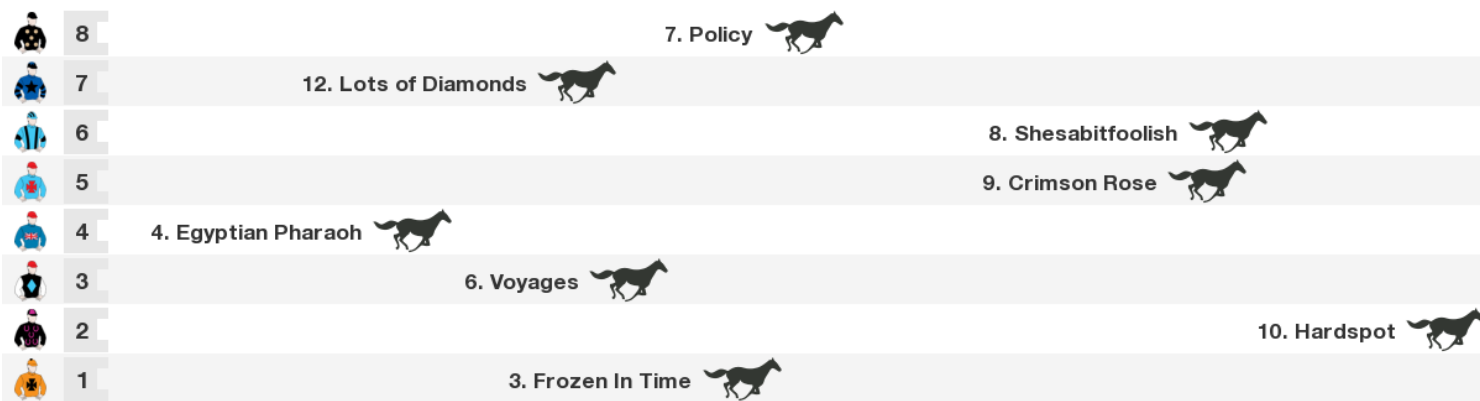 8 7. Policy
7 12. Lots of Diamonds
6 8. Shesabitfoolish
5 9. Crimson Rose
4 4. Egyptian Pharaoh
3 6. Voyages
2 10. Hardspot
1 3. Frozen In Time